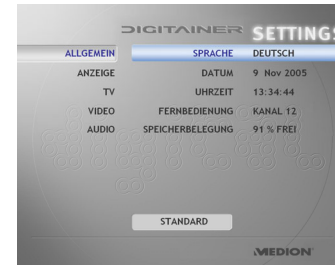 DIGITAINER SETTINGS
ALLGEMEIN SPRACHE DEUTSCH
ANZEIGE DATUM 9 Nov 2005
TV UHRZEIT 13:34:44
VIDEO FERNBEDIENUNG KANAL 12
AUDIO SPEICHERBELEGUNG 91 % FREI
STANDARD
MEDION